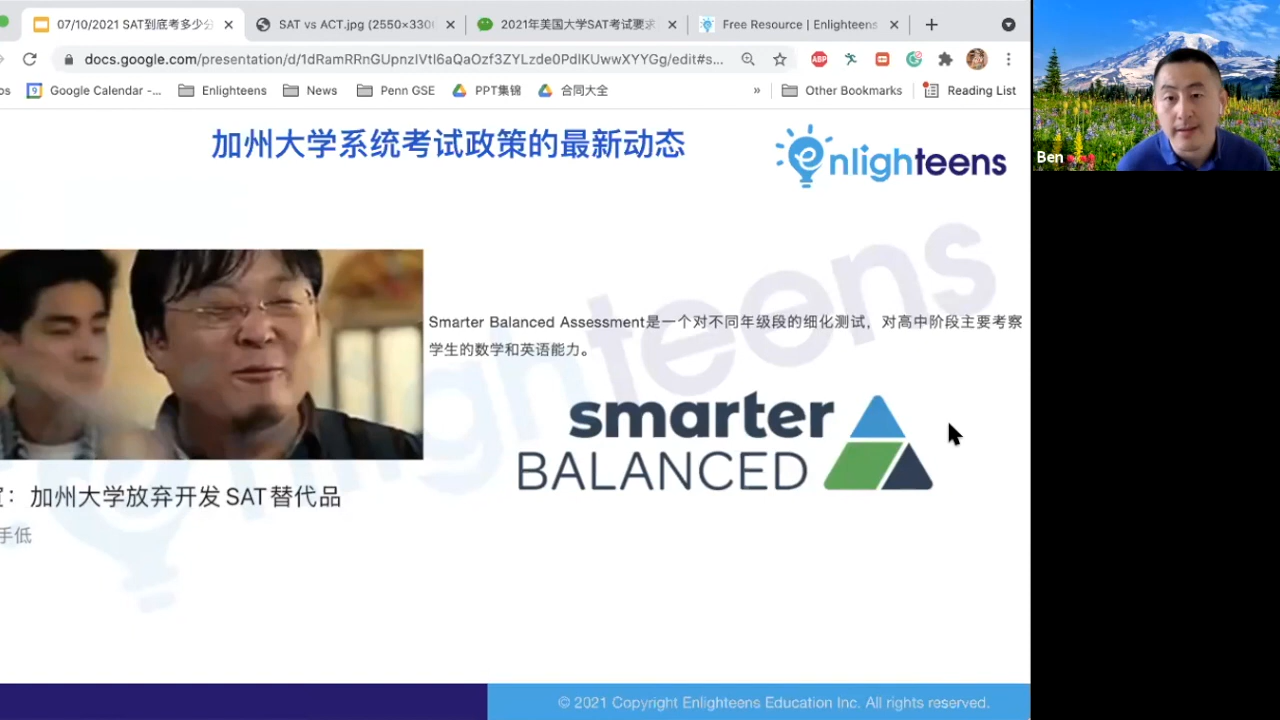 07/10/2021 SAT到底考多少分
SAT vs ACT.jpg (2550×330
2021年美国大学SAT考试要求
Free Resource | Enlighteens
docs.google.com/presentation/d/1dRamRRnGUpnzIVtl6aQaOzf3ZYLzde0PdlKUwwXYYGg/edit#s...
ABP
os
Google Calendar -...
Enlighteens
News
Penn GSE
PPT集锦
合同大全
»
Other Bookmarks
Reading List
Ben
加州大学系统考试政策的最新动态
enlighteens
Smarter Balanced Assessment是一个对不同年级段的细化测试，对高中阶段主要考察
学生的数学和英语能力。
smarter
BALANCED
：加州大学放弃开发SAT替代品
手低
enlighteens
© 2021 Copyright Enlighteens Education Inc. All rights reserved.